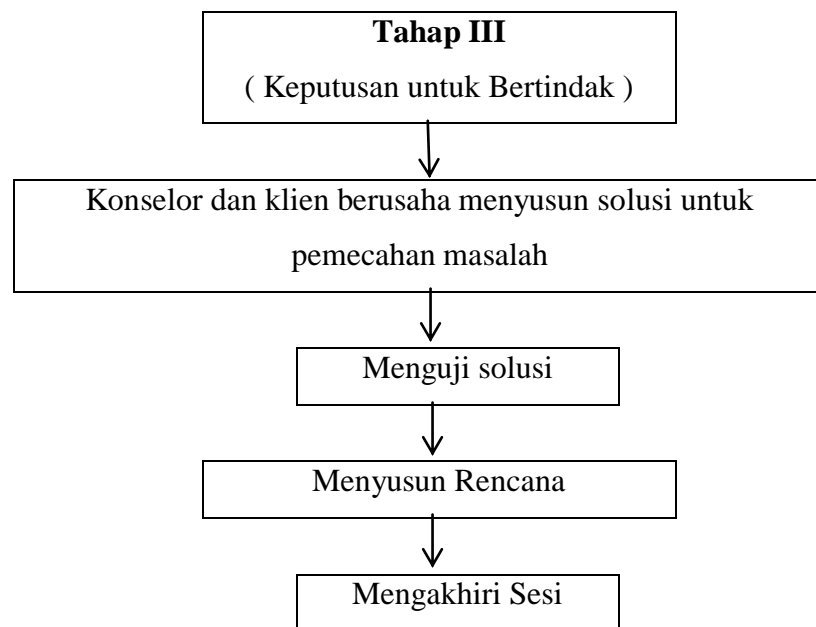 Tahap III
( Keputusan untuk Bertindak )
Konselor dan klien berusaha menyusun solusi untuk
pemecahan masalah
Menguji solusi
Menyusun Rencana
Mengakhiri Sesi